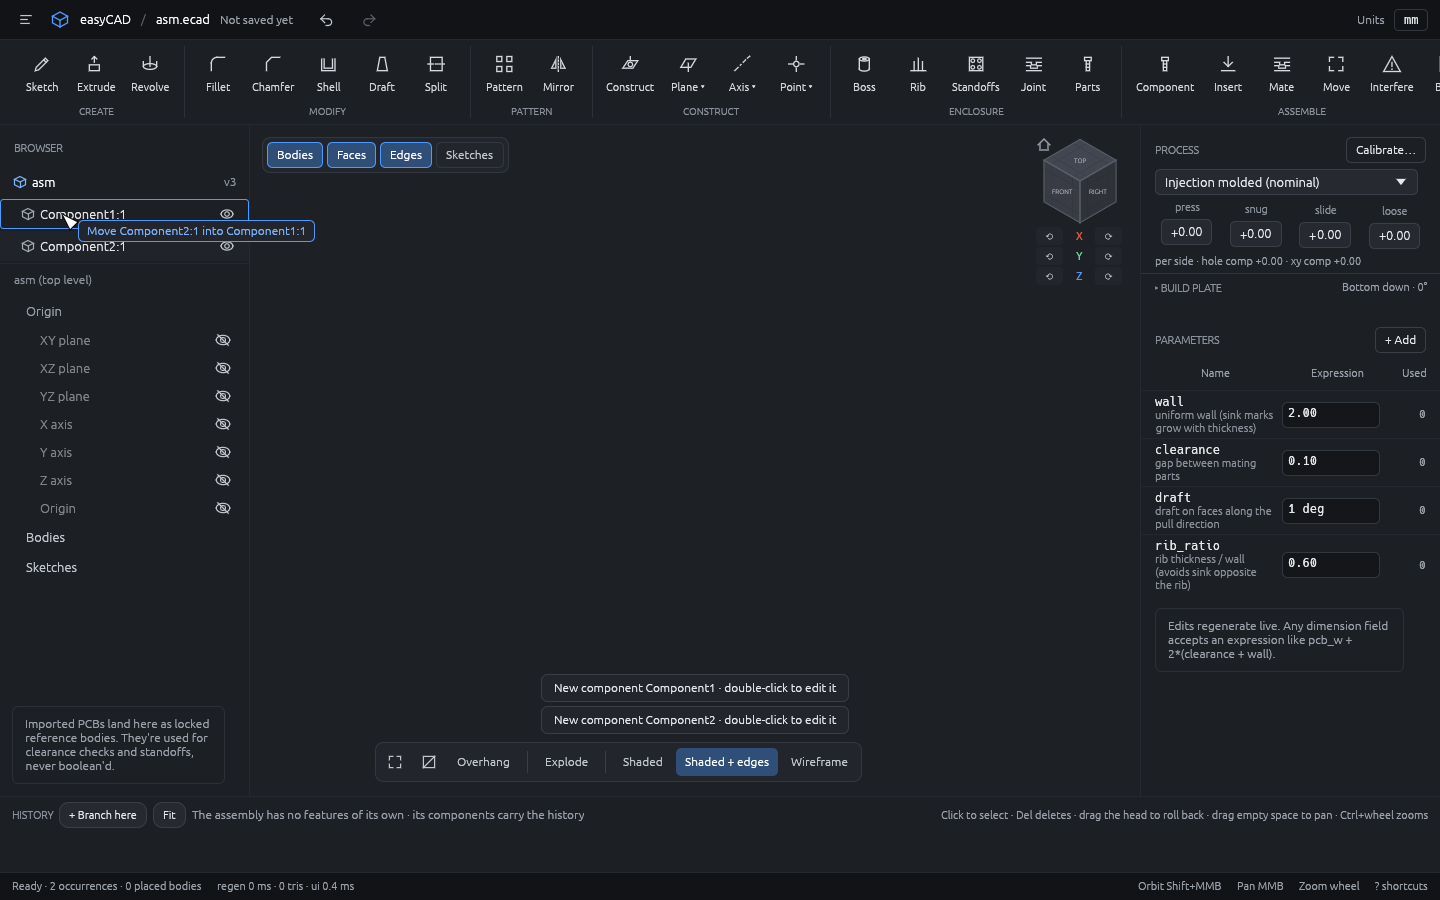 easyCAD / asm.ecad Not saved yet
Units mm
Sketch Extrude Revolve
CREATE
Fillet Chamfer Shell Draft Split
MODIFY
Pattern Mirror
PATTERN
Construct Plane Axis Point
CONSTRUCT
Boss Rib Standoffs Joint Parts
ENCLOSURE
Component Insert Mate Move Interfere
ASSEMBLE
BROWSER
asm v3
Component1:1
Move Component2:1 into Component1:1
Component2:1
asm (top level)
Origin
XY plane
XZ plane
YZ plane
X axis
Y axis
Z axis
Origin
Bodies
Sketches
Imported PCBs land here as locked
reference bodies. They're used for
clearance checks and standoffs,
never boolean'd.
Bodies Faces Edges Sketches
TOP
FRONT RIGHT
X
Y
Z
New component Component1 · double-click to edit it
New component Component2 · double-click to edit it
Overhang Explode Shaded Shaded + edges Wireframe
PROCESS Calibrate...
Injection molded (nominal)
press snug slide loose
+0.00 +0.00 +0.00 +0.00
per side · hole comp +0.00 · xy comp +0.00
BUILD PLATE Bottom down · 0°
PARAMETERS + Add
Name Expression Used
wall
uniform wall (sink marks
grow with thickness)
2.00 0
clearance
gap between mating
parts
0.10 0
draft
draft on faces along the
pull direction
1 deg 0
rib_ratio
rib thickness / wall
(avoids sink opposite
the rib)
0.60 0
Edits regenerate live. Any dimension field
accepts an expression like pcb_w +
2*(clearance + wall).
HISTORY + Branch here Fit The assembly has no features of its own · its components carry the history
Click to select · Del deletes · drag the head to roll back · drag empty space to pan · Ctrl+wheel zooms
Ready · 2 occurrences · 0 placed bodies regen 0 ms · 0 tris · ui 0.4 ms
Orbit Shift+MMB Pan MMB Zoom wheel ? shortcuts